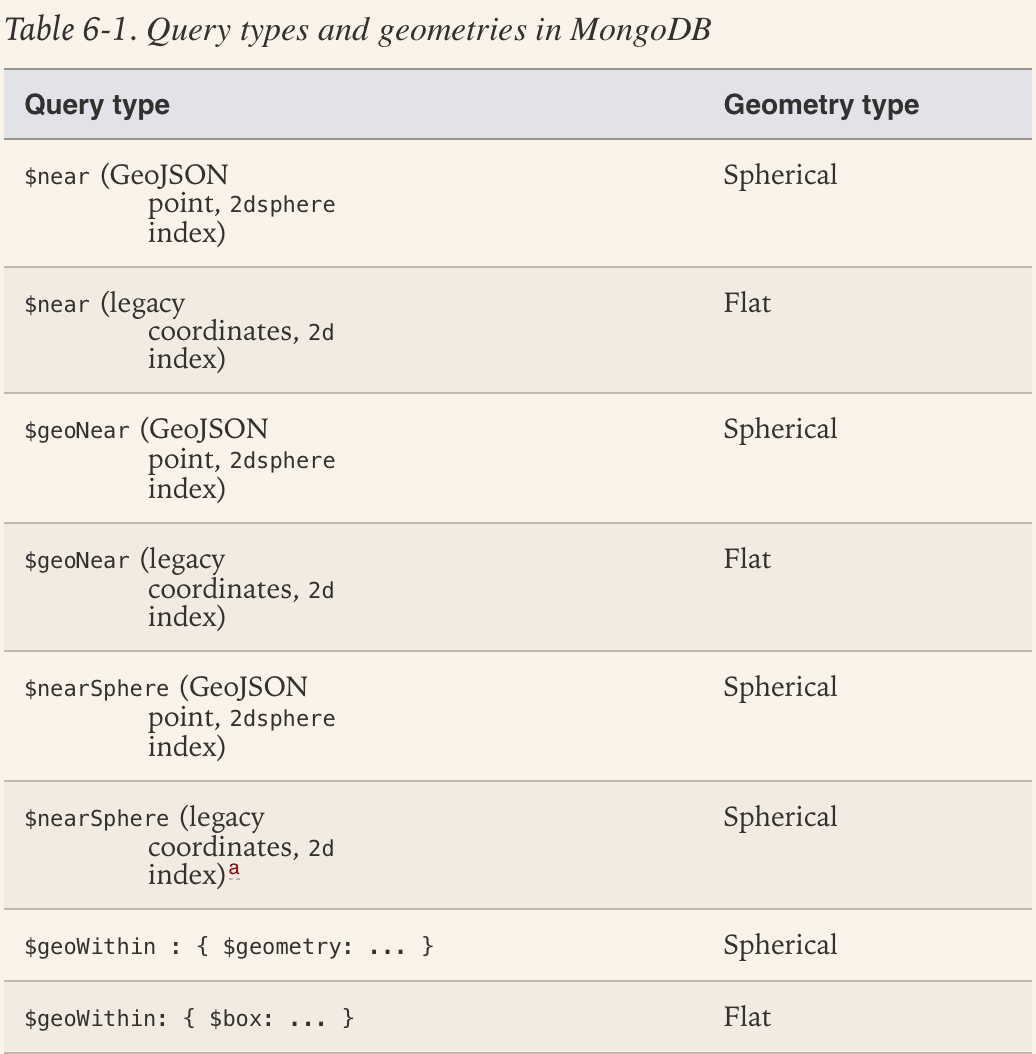 Table 6-1. Query types and geometries in MongoDB
Query type Geometry type
$near (GeoJSON Spherical
point, 2dsphere
index)
$near (legacy Flat
coordinates, 2d
index)
$geoNear (GeoJSON Spherical
point, 2dsphere
index)
$geoNear (legacy Flat
coordinates, 2d
index)
$nearSphere (GeoJSON Spherical
point, 2dsphere
index)
$nearSphere (legacy Spherical
coordinates, 2d
index)a
$geoWithin : { $geometry: ... } Spherical
$geoWithin: { $box: ... } Flat